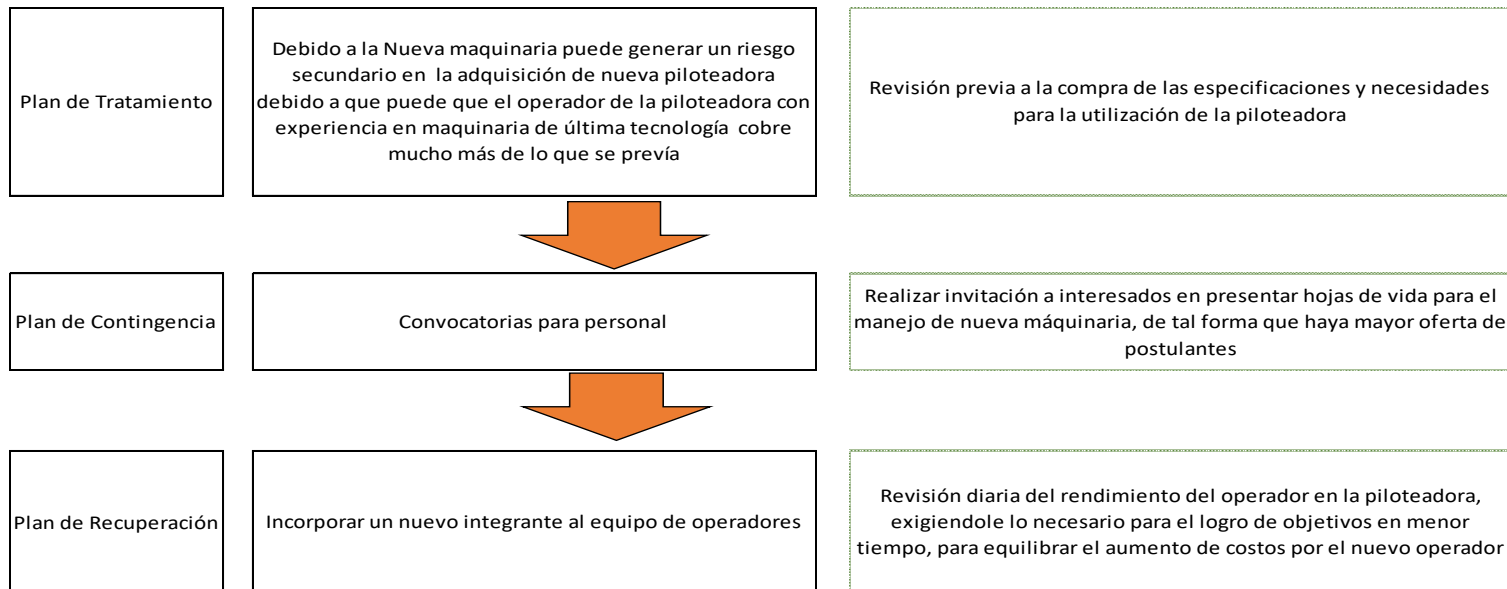 Plan de Tratamiento
Debido a la Nueva maquinaria puede generar un riesgo
secundario en la adquisición de nueva piloteadora
debido a que puede que el operador de la piloteadora con
experiencia en maquinaria de última tecnología cobre
mucho más de lo que se prevía
Revisión previa a la compra de las especificaciones y necesidades
para la utilización de la piloteadora
Plan de Contingencia
Convocatorias para personal
Realizar invitación a interesados en presentar hojas de vida para el
manejo de nueva máquinaria, de tal forma que haya mayor oferta de
postulantes
Plan de Recuperación
Incorporar un nuevo integrante al equipo de operadores
Revisión diaria del rendimiento del operador en la piloteadora,
exigiendole lo necesario para el logro de objetivos en menor
tiempo, para equilibrar el aumento de costos por el nuevo operador